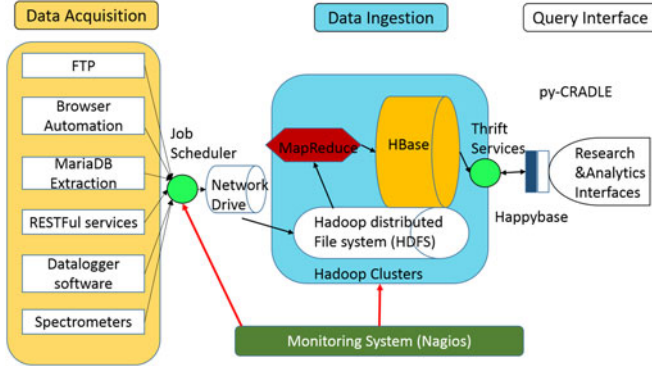 Data Acquisition
Data Ingestion
Query Interface
FTP
Browser
Automation
MariaDB
Extraction
RESTFul services
Datalogger
software
Spectrometers
Job
Scheduler
Network
Drive
MapReduce
HBase
Hadoop distributed
File system (HDFS)
Hadoop Clusters
Thrift
Services
py-CRADLE
Happybase
Research
&Analytics
Interfaces
Monitoring System (Nagios)